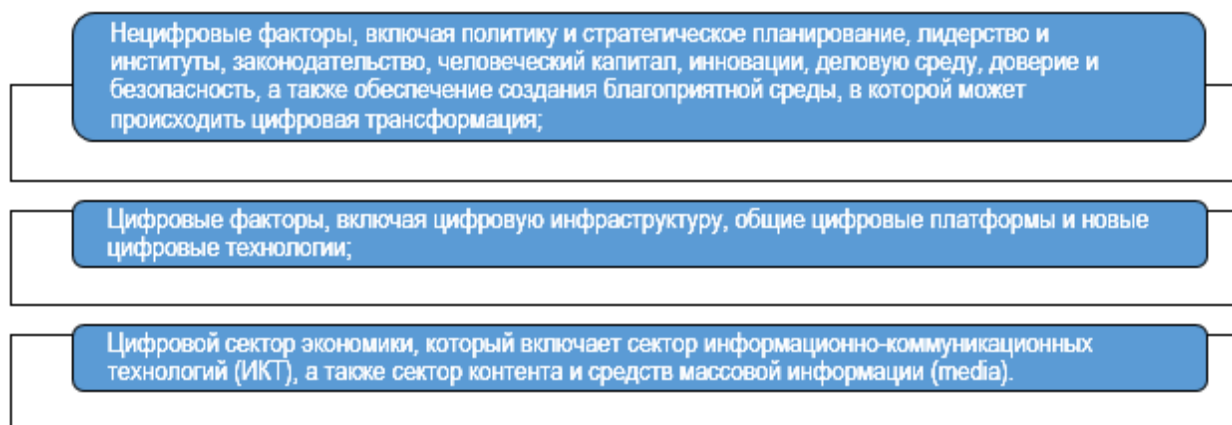 Нецифровые факторы, включая политику и стратегическое планирование, лидерство и
институты, законодательство, человеческий капитал, инновации, деловую среду, доверие и
безопасность, а также обеспечение создания благоприятной среды, в которой может
происходить цифровая трансформация;
Цифровые факторы, включая цифровую инфраструктуру, общие цифровые платформы и новые
цифровые технологии;
Цифровой сектор экономики, который включает сектор информационно-коммуникационных
технологий (ИКТ), а также сектор контента и средств массовой информации (media).